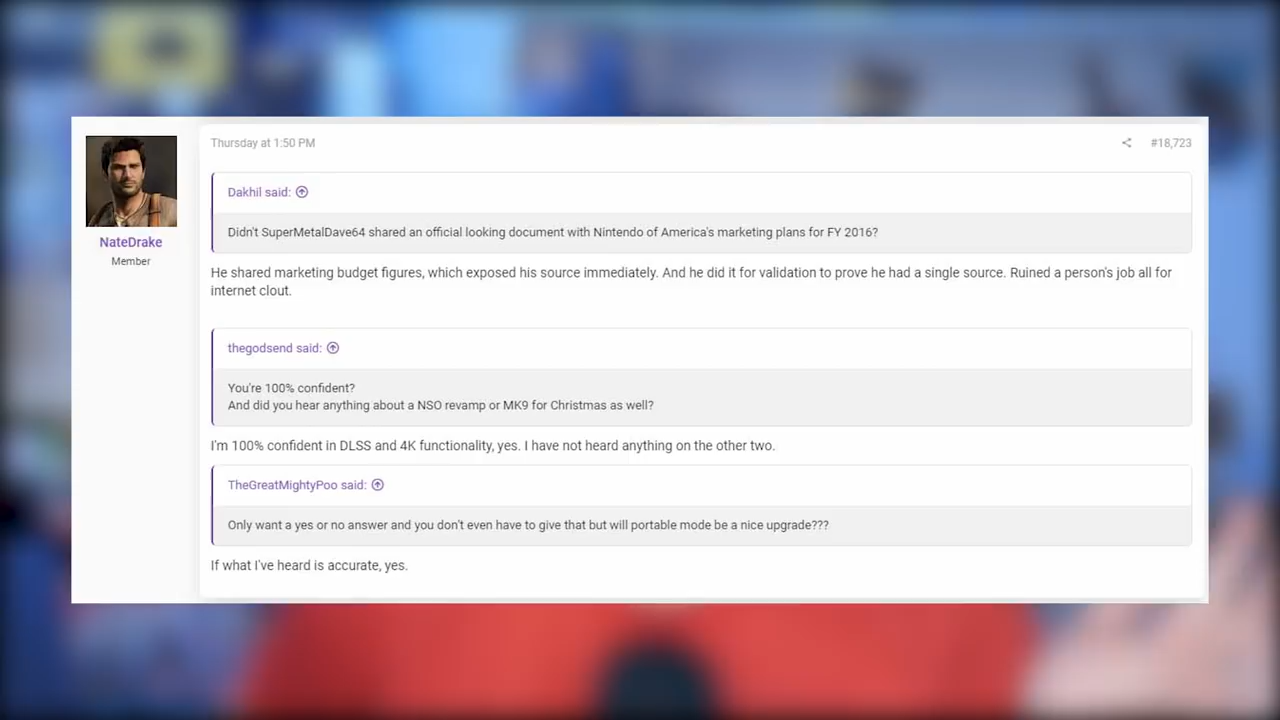 Thursday at 1:50 PM
#18,723
NateDrake
Member
Dakhil said:
Didn't SuperMetalDave64 shared an official looking document with Nintendo of America's marketing plans for FY 2016?
He shared marketing budget figures, which exposed his source immediately. And he did it for validation to prove he had a single source. Ruined a person's job all for
internet clout.
thegodsend said:
You're 100% confident?
And did you hear anything about a NSO revamp or MK9 for Christmas as well?
I'm 100% confident in DLSS and 4K functionality, yes. I have not heard anything on the other two.
TheGreatMightyPoo said:
Only want a yes or no answer and you don't even have to give that but will portable mode be a nice upgrade???
If what I've heard is accurate, yes.